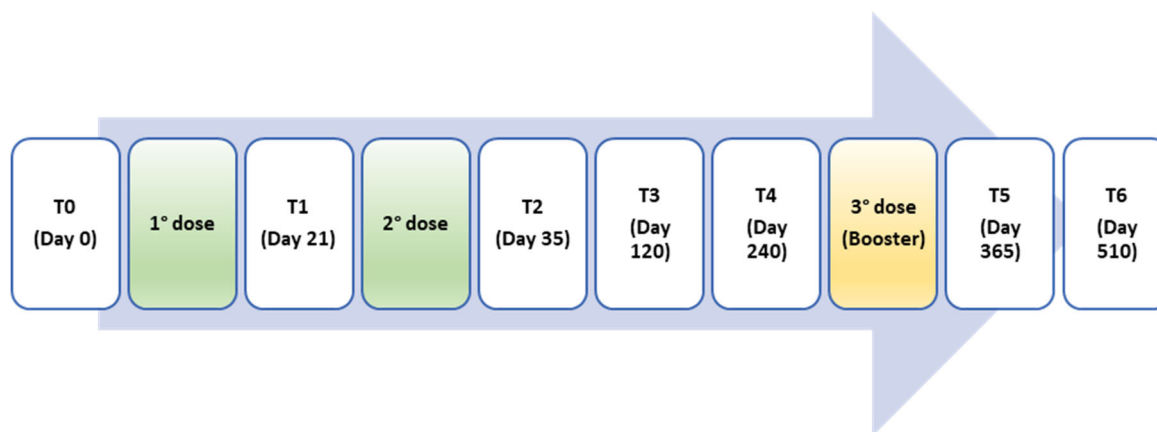 T0
(Day 0)
1° dose
T1
(Day 21)
2° dose
T2
(Day 35)
T3
(Day
120)
T4
(Day
240)
3° dose
(Booster)
T5
(Day
365)
T6
(Day
510)